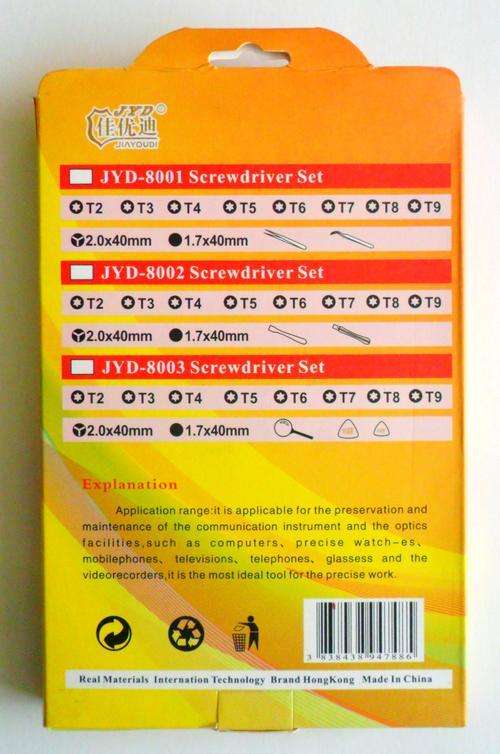 JYD ®
佳优迪
JIAYOUDI
JYD-8001 Screwdriver Set
T2 T3 T4 T5 T6 T7 T8 T9
2.0x40mm 1.7x40mm
JYD-8002 Screwdriver Set
T2 T3 T4 T5 T6 T7 T8 T9
2.0x40mm 1.7x40mm
JYD-8003 Screwdriver Set
T2 T3 T4 T5 T6 T7 T8 T9
2.0x40mm 1.7x40mm
Explanation
Application range:it is applicable for the preservation and
maintenance of the communication instrument and the optics
facilities,such as computers、 precise watch-es、
mobilephones、 televisions、 telephones、 glassess and the
videorecorders,it is the most ideal tool for the precise work.
3 838438 947886
Real Materials Internation Technology Brand HongKong Made In China